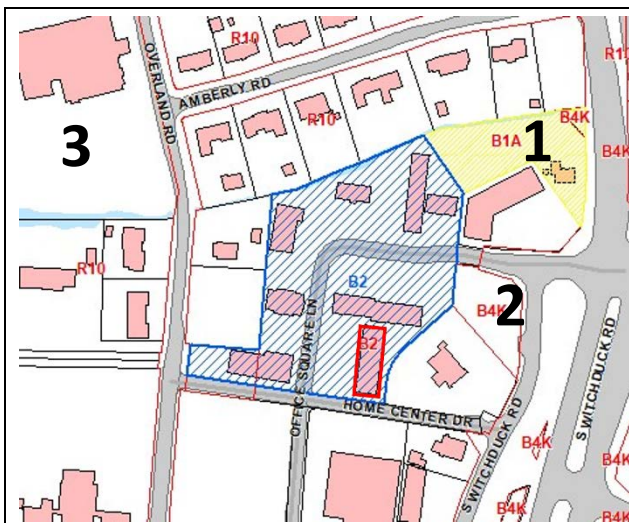 R10
R1
OVERLAND RD
AMBERLY RD
R10
B4K
B1A
1
B4K
3
R10
B2
2
B4K
B2
OFFICE SQUARE LN
HOME CENTER DR
S WITCHDUCK RD
S WITCHDUCK RD
B4K
B4K
B4K
B4K